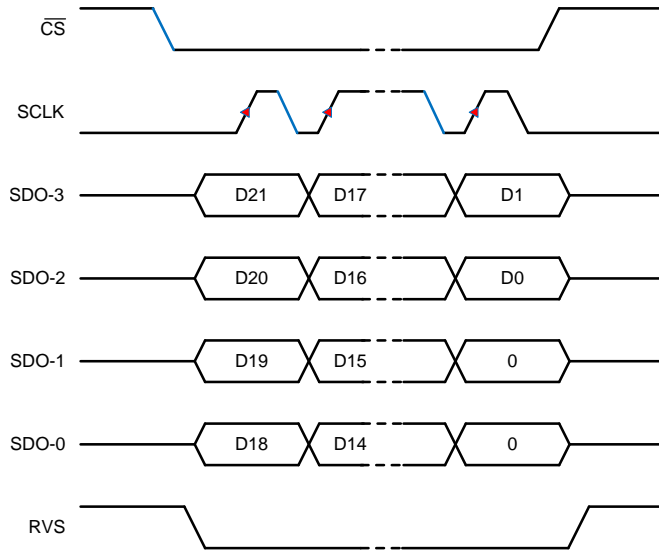 C̅S̅
SCLK
SDO-3 D21 D17 D1
SDO-2 D20 D16 D0
SDO-1 D19 D15 0
SDO-0 D18 D14 0
RVS